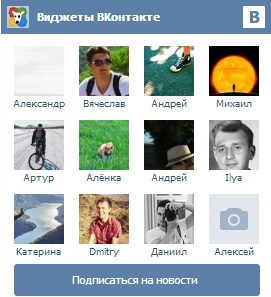 Виджеты ВКонтакте
B
Александр Вячеслав Андрей Михаил
Артур Алёнка Андрей Ilya
Катерина Dmitry Даниил Алексей
Подписаться на новости